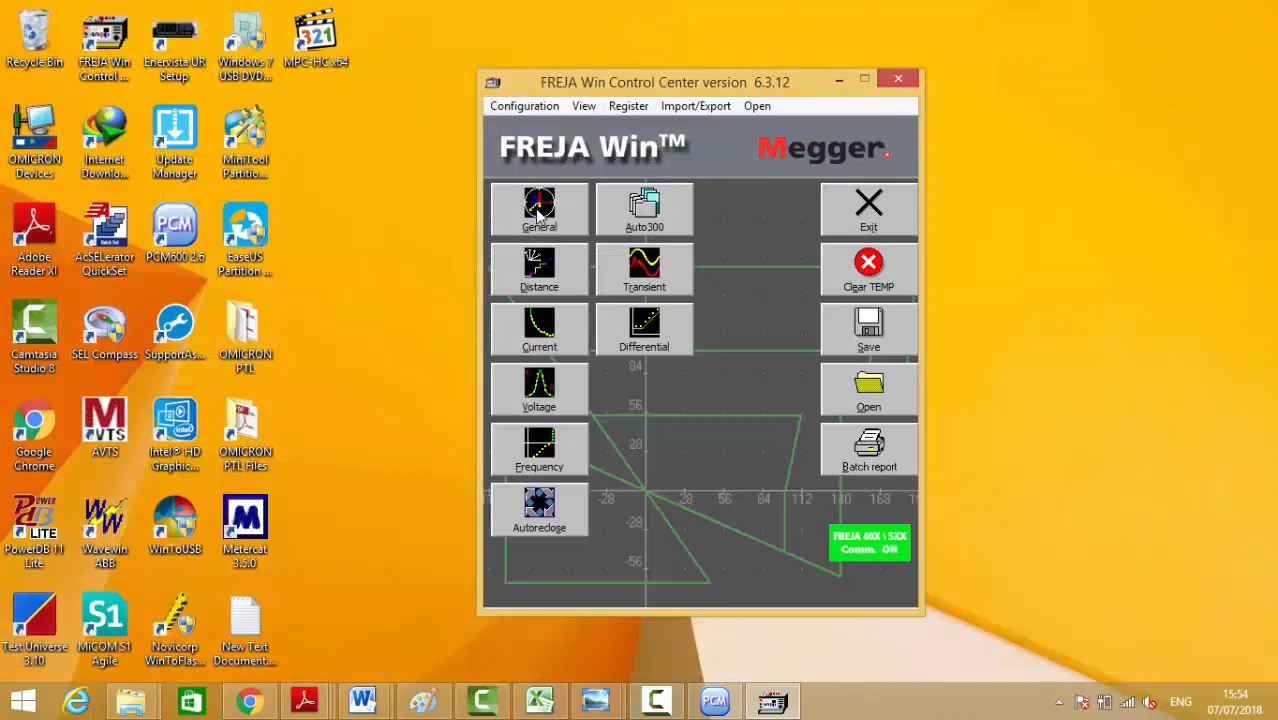 Recycle Bin
FREJA Win Control ...
Enervista UR Setup
Windows 7 USB DVD...
MPC-HC x64
OMICRON Devices
Internet Downlo...
Update Manager
MiniTool Partitio...
Adobe Reader XI
AcSELerator QuickSet
PCM600 2.6
EaseUS Partition ...
Camtasia Studio 8
SEL Compass
SupportAs...
OMICRON PTL
Google Chrome
AVTS
Intel® HD Graphic...
OMICRON PTL Files
PowerDB 11 Lite
Wavewin ABB
WinToUSB
Metercat 3.5.0
Test Universe 3.10
MiCOM S1 Agile
Novicorp WinToFlas...
New Text Document....
FREJA Win Control Center version 6.3.12
Configuration View Register Import/Export Open
FREJA Win™ Megger.
General Auto300 Exit
Distance Transient Clear TEMP
Current Differential Save
Voltage Open
Frequency Batch report
Autoreclose
84
56
28
-28 28 56 84 112 140 168
-28
-56
FREJA 40X \ 5XX
Comm. ON
ENG
15:54
07/07/2018